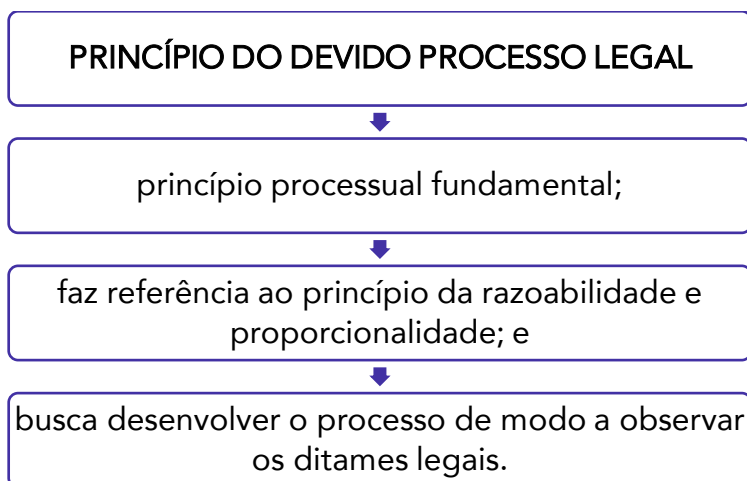 PRINCÍPIO DO DEVIDO PROCESSO LEGAL
princípio processual fundamental;
faz referência ao princípio da razoabilidade e
proporcionalidade; e
busca desenvolver o processo de modo a observar
os ditames legais.